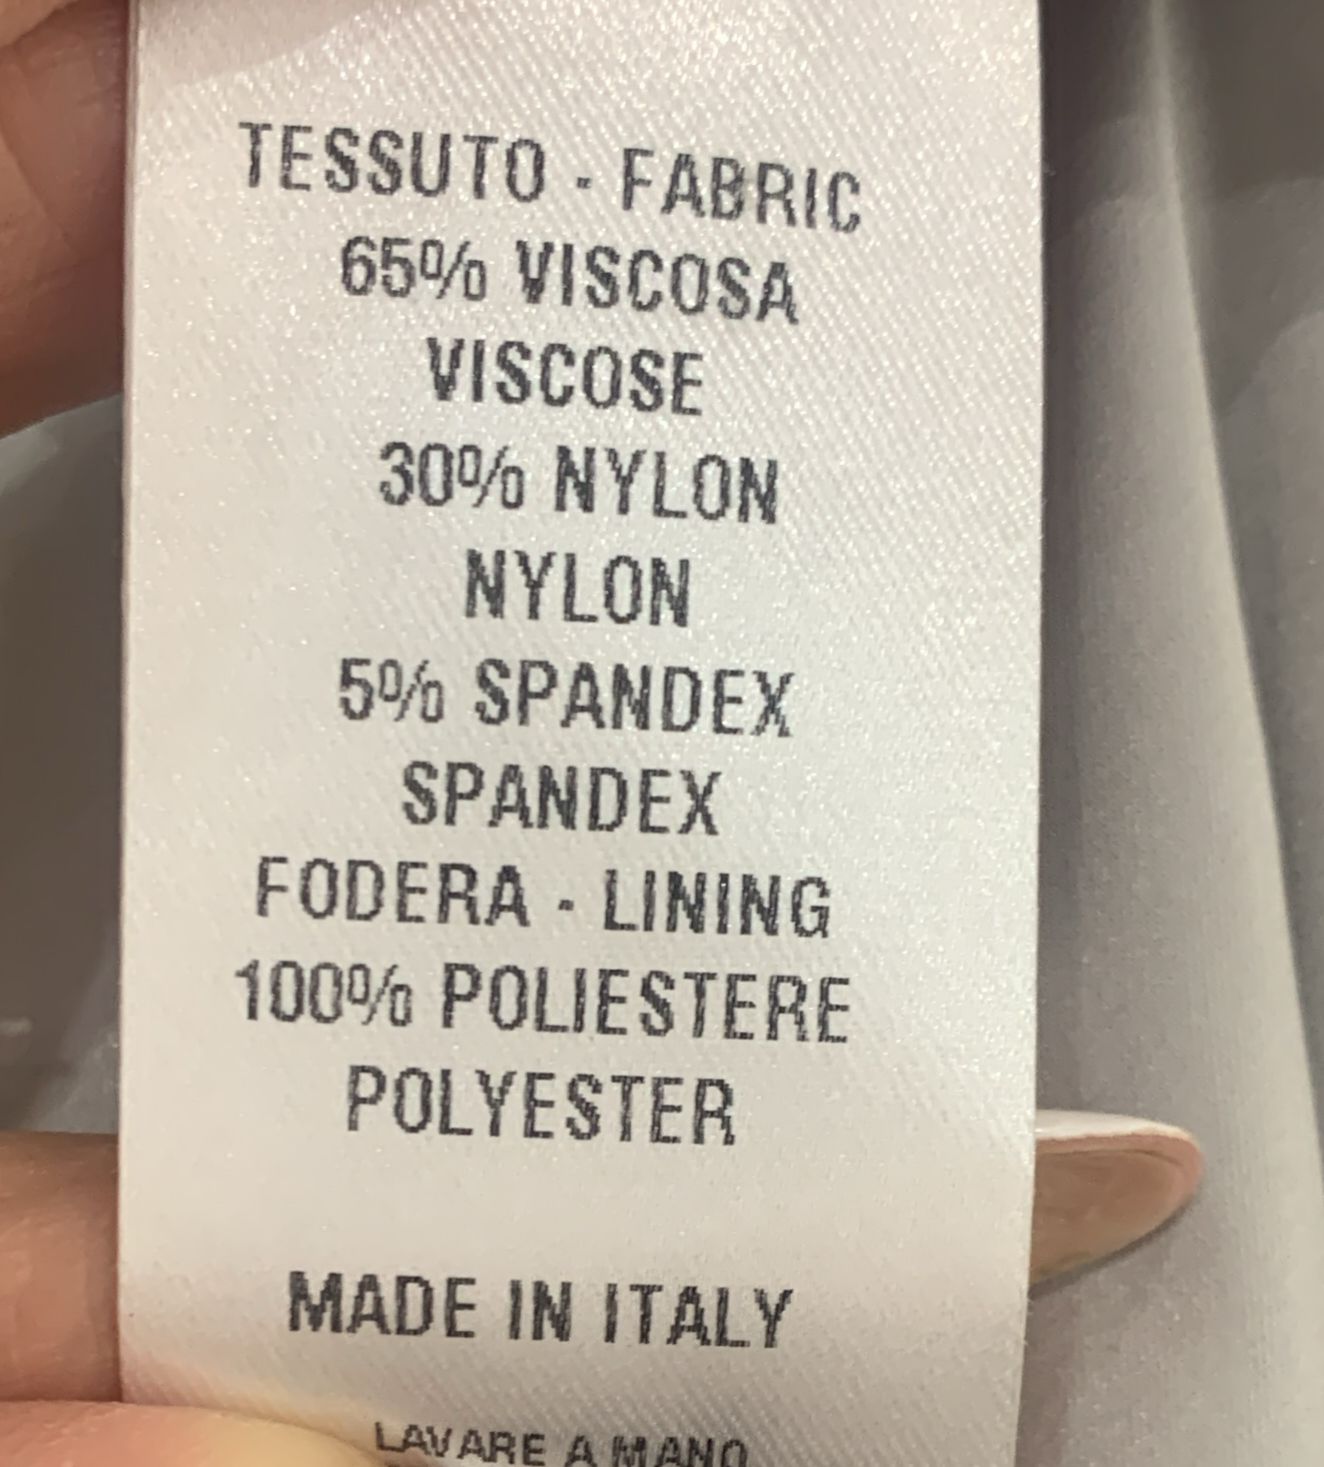 TESSUTO - FABRIC
65% VISCOSA
VISCOSE
30% NYLON
NYLON
5% SPANDEX
SPANDEX
FODERA - LINING
100% POLIESTERE
POLYESTER
MADE IN ITALY
LAVARE A MANO